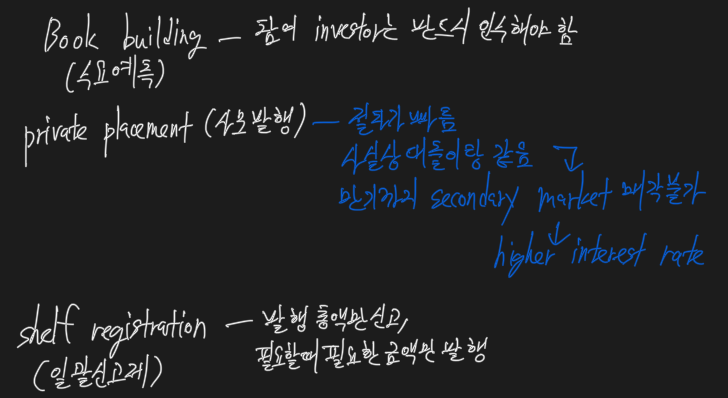 Book building – 참여 investor는 반드시 인수해야 함
(수요예측)
private placement (사모발행) – 절차가 빠름
사실상 대출이랑 같음 ↴
만기까지 secondary market 매각불가
↓
higher interest rate
shelf registration – 발행 총액만 신고,
(일괄신고제) 필요할때 필요한 금액만 발행